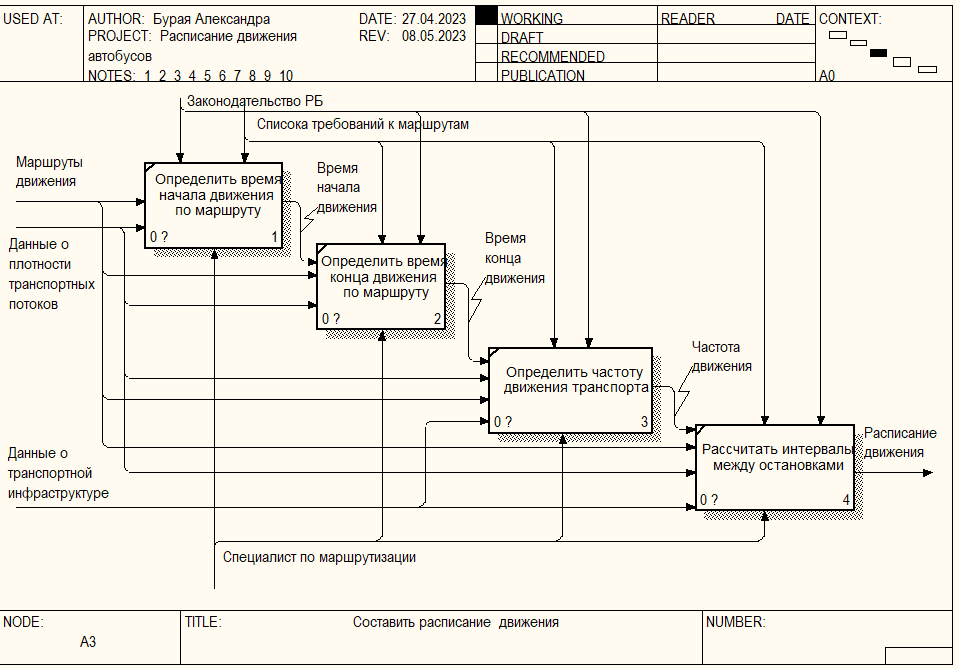 USED AT:
AUTHOR: Бурая Александра
DATE: 27.04.2023
PROJECT: Расписание движения
REV: 08.05.2023
автобусов
NOTES: 1 2 3 4 5 6 7 8 9 10
WORKING
DRAFT
RECOMMENDED
PUBLICATION
READER
DATE
CONTEXT:
A0
Законодательство РБ
Списока требований к маршрутам
Маршруты
движения
Определить время
начала движения
по маршруту
0 ?
1
Время
начала
движения
Данные о
плотности
транспортных
потоков
Определить время
конца движения
по маршруту
0 ?
2
Время
конца
движения
Определить частоту
движения транспорта
0 ?
3
Частота
движения
Рассчитать интервалы
между остановками
0 ?
4
Расписание
движения
Данные о
транспортной
инфраструктуре
Специалист по маршрутизации
NODE:
A3
TITLE:
Составить расписание движения
NUMBER: